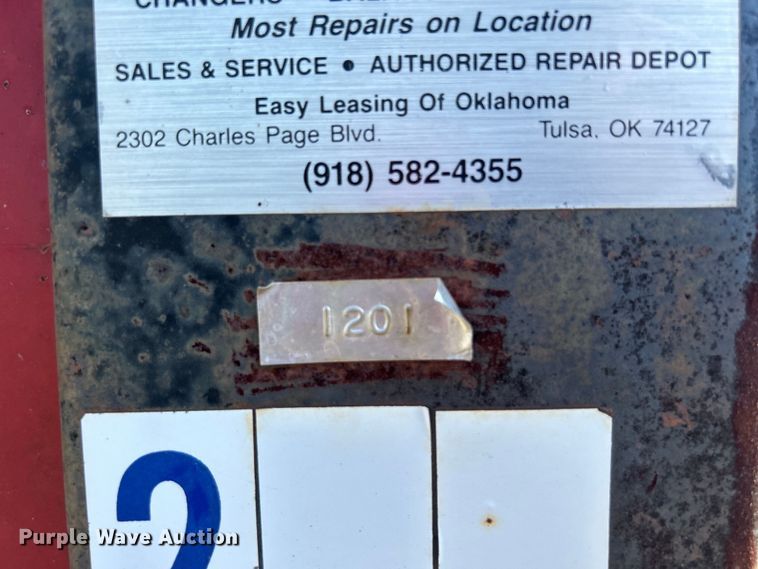 Most Repairs on Location
SALES & SERVICE • AUTHORIZED REPAIR DEPOT
Easy Leasing Of Oklahoma
2302 Charles Page Blvd. Tulsa, OK 74127
(918) 582-4355
1201
2
Purple Wave Auction